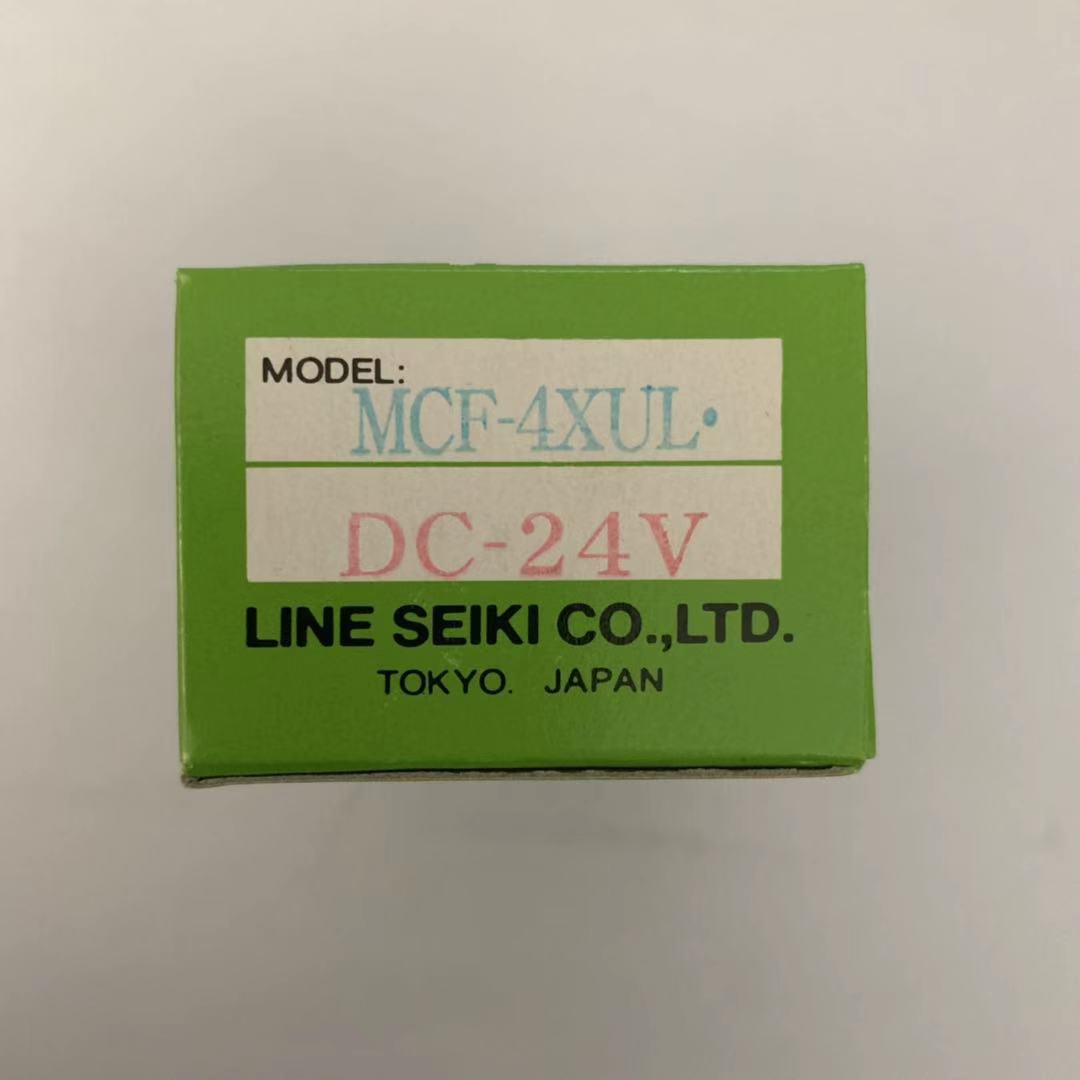 MODEL:
MCF-4XUL·
DC-24V
LINE SEIKI CO.,LTD.
TOKYO. JAPAN